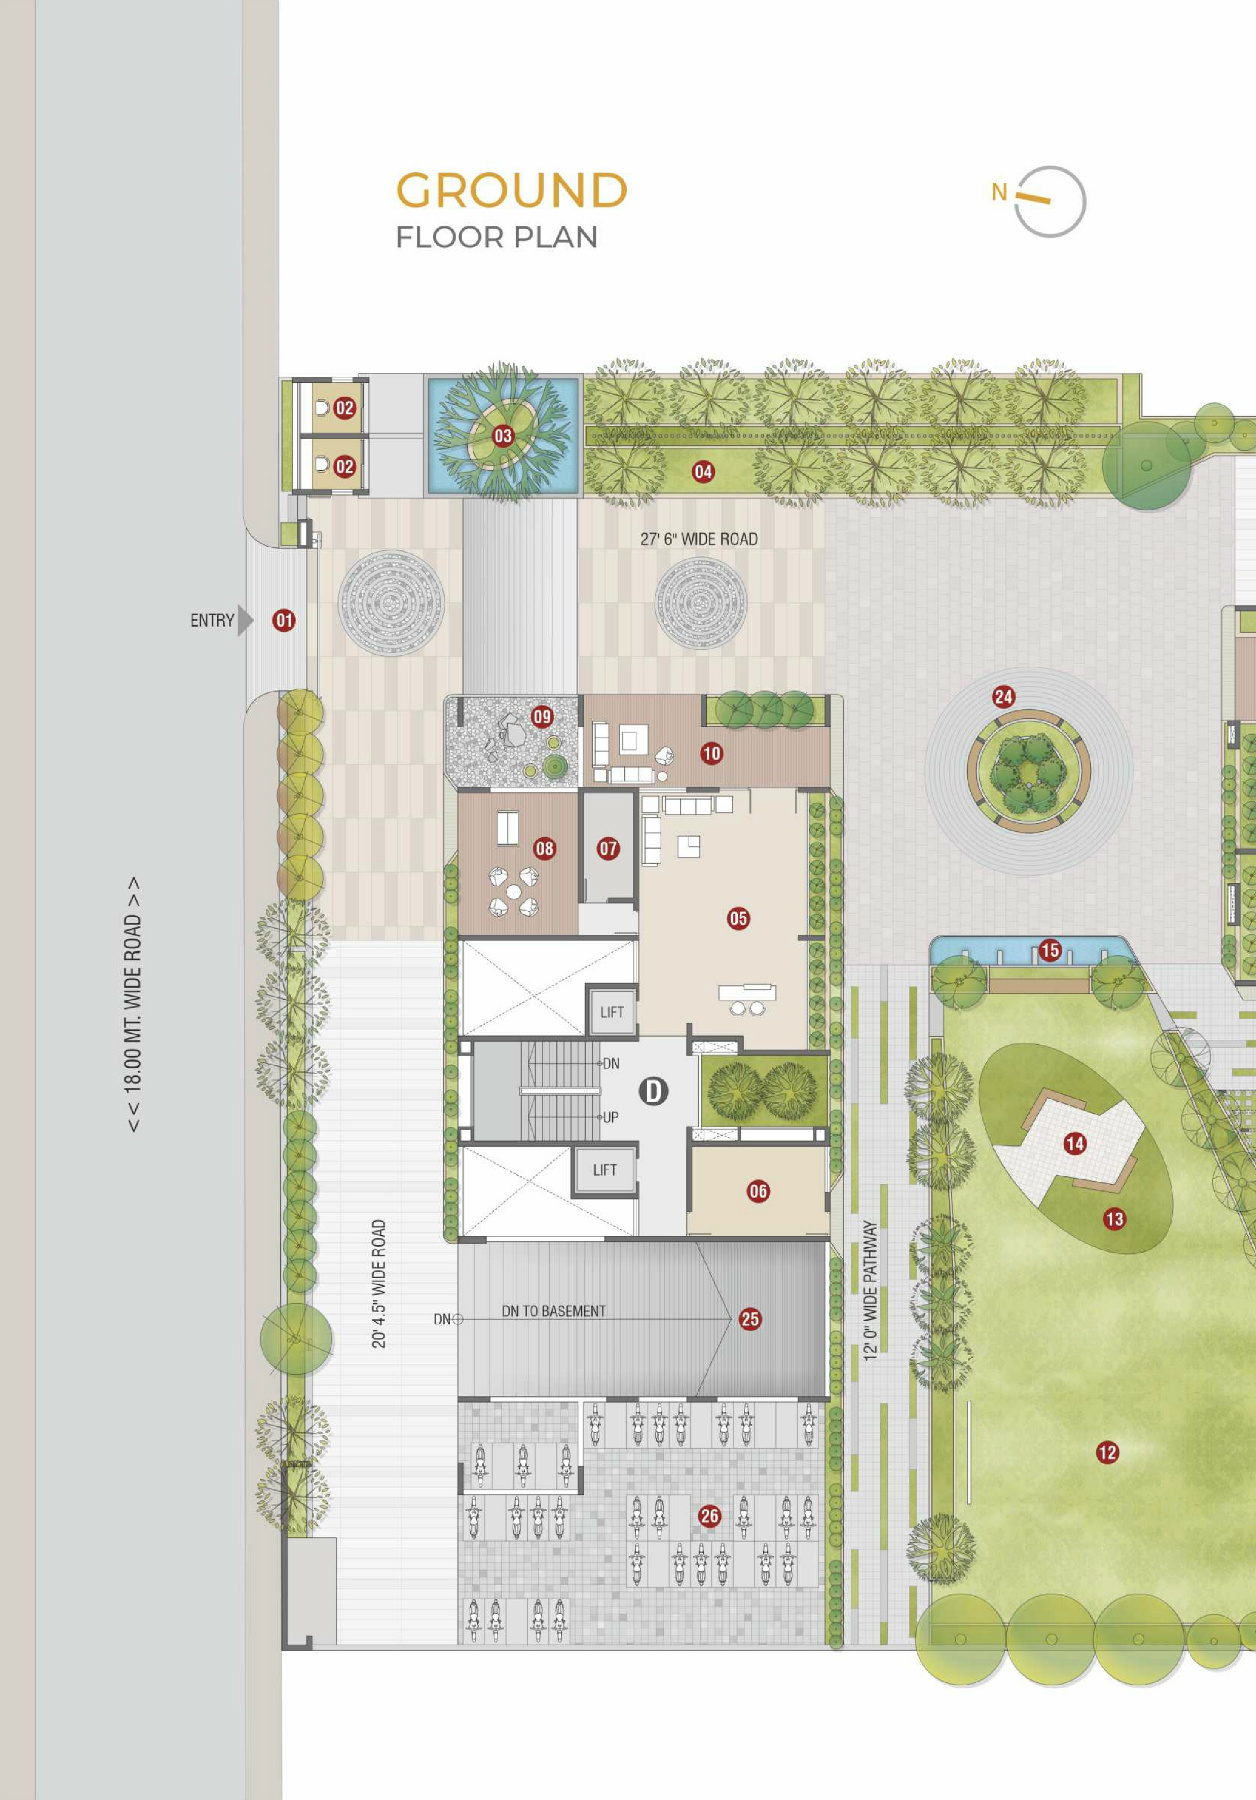 GROUND
FLOOR PLAN
N
02
03
02
04
27' 6" WIDE ROAD
ENTRY
01
24
09
10
08
07
05
15
<< 18.00 MT. WIDE ROAD >>
LIFT
DN
D
UP
14
LIFT
06
13
20' 4.5" WIDE ROAD
12' 0" WIDE PATHWAY
DN
DN TO BASEMENT
25
12
26